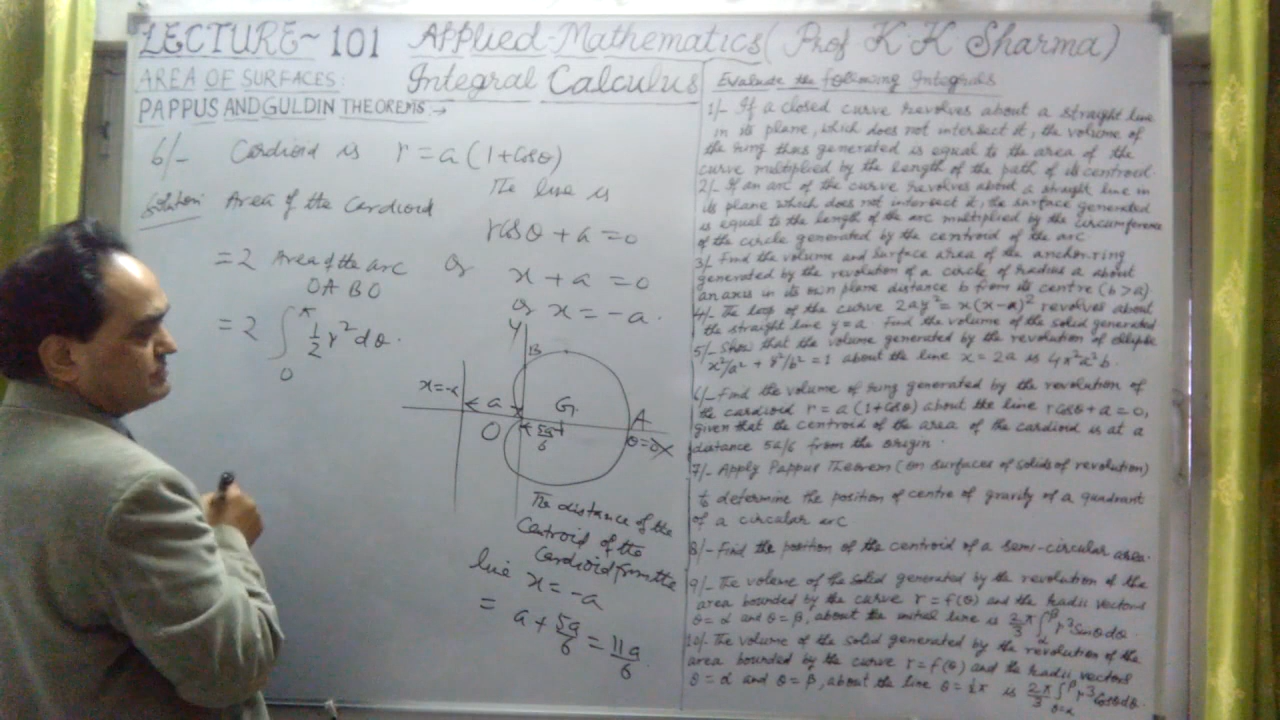 LECTURE~101 Applied-Mathematics (Prof K.K Sharma)
AREA OF SURFACES:
Integral Calculus
PAPPUS AND GULDIN THEOREMS→
6/- Cardioid is r = a(1+Cosθ)
The line is
Solution: Area of the Cardioid
rCosθ + a = 0
= 2 Area of the arc
OABO
Or x + a = 0
= 2 ∫₀^π ½ r² dθ.
or x = -a.
Y
B
x=-a
a
G.
A
O
5a/6
θ=0
X
The distance of the
Centroid of the
Cardioid from the
line x = -a
= a + 5a/6 = 11a/6.
Evaluate the following Integrals
1/- If a closed curve revolves about a straight line
in its plane, which does not intersect it, the volume of
the ring thus generated is equal to the area of the
curve multiplied by the length of the path of its centroid.
2/- If an arc of the curve revolves about a straight line in
its plane which does not intersect it, the surface generated
is equal to the length of the arc multiplied by the circumference
of the circle generated by the centroid of the arc
3/- Find the volume and surface area of the anchor-ring
generated by the revolution of a circle of radius a about
an axis in its own plane distance b from its centre (b>a).
4/- The loop of the curve 2ay² = x(x-a)² revolves about
the straight line y=a. Find the volume of the solid generated
5/- Show that the volume generated by the revolution of ellipse
x²/a² + y²/b² = 1 about the line x = 2a is 4π²a²b.
6/- Find the volume of ring generated by the revolution of
the cardioid r = a(1+Cosθ) about the line rCosθ+a=0,
given that the centroid of the area of the cardioid is at a
distance 5a/6 from the origin.
7/- Apply Pappus Theorem (on surfaces of solids of revolution)
to determine the position of centre of gravity of a quadrant
of a circular arc
8/- Find the position of the centroid of a semi-circular area.
9/- The volume of the solid generated by the revolution of the
area bounded by the curve r = f(θ) and the radii vectors
θ=α and θ=β, about the initial line is 2/3 π ∫_α^β r³Sinθdθ.
10/- The volume of the solid generated by the revolution of the
area bounded by the curve r=f(θ) and the radii vectors
θ=α and θ=β, about the line θ=½π is 2π/3 ∫_θ=α^β r³Cosθdθ.